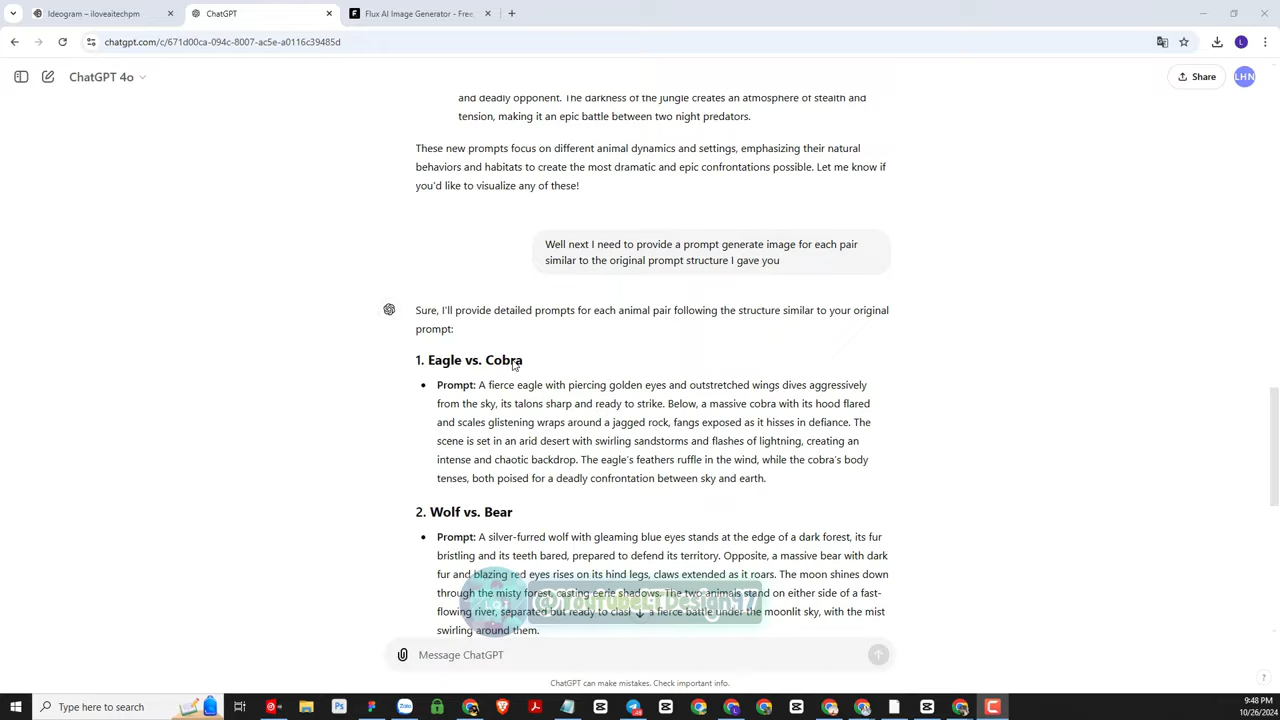 Ideogram – iloveaitechpm
ChatGPT
Flux AI Image Generator - Free
chatgpt.com/c/671d00ca-094c-8007-ac5e-a0116c39485d
L
ChatGPT 4o
Share
LHN
and deadly opponent. The darkness of the jungle creates an atmosphere of stealth and
tension, making it an epic battle between two night predators.
These new prompts focus on different animal dynamics and settings, emphasizing their natural
behaviors and habitats to create the most dramatic and epic confrontations possible. Let me know if
you'd like to visualize any of these!
Well next I need to provide a prompt generate image for each pair
similar to the original prompt structure I gave you
Sure, I'll provide detailed prompts for each animal pair following the structure similar to your original
prompt:
1. Eagle vs. Cobra
Prompt: A fierce eagle with piercing golden eyes and outstretched wings dives aggressively
from the sky, its talons sharp and ready to strike. Below, a massive cobra with its hood flared
and scales glistening wraps around a jagged rock, fangs exposed as it hisses in defiance. The
scene is set in an arid desert with swirling sandstorms and flashes of lightning, creating an
intense and chaotic backdrop. The eagle's feathers ruffle in the wind, while the cobra's body
tenses, both poised for a deadly confrontation between sky and earth.
2. Wolf vs. Bear
Prompt: A silver-furred wolf with gleaming blue eyes stands at the edge of a dark forest, its fur
bristling and its teeth bared, prepared to defend its territory. Opposite, a massive bear with dark
fur and blazing red eyes rises on its hind legs, claws extended as it roars. The moon shines down
through the misty forest, casting eerie shadows. The two animals stand on either side of a fast-
flowing river, separated but ready to clash in a fierce battle under the moonlit sky, with the mist
swirling around them.
Message ChatGPT
ChatGPT can make mistakes. Check important info.
?
Type here to search
Ps
Zalo
9:48 PM
10/26/2024